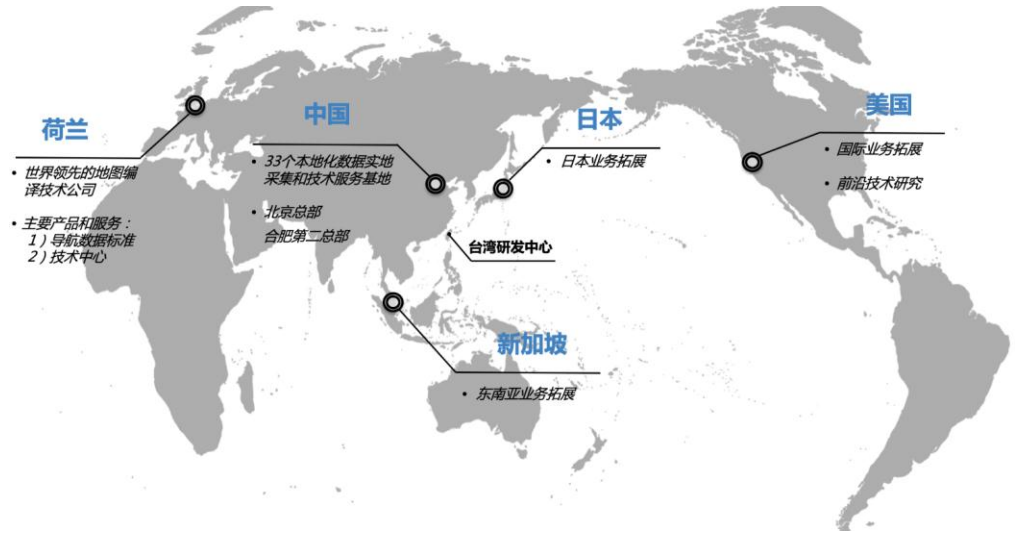 荷兰
• 世界领先的地图编
译技术公司
• 主要产品和服务：
1）导航数据标准
2）技术中心
中国
• 33个本地化数据实地
采集和技术服务基地
• 北京总部
合肥第二总部
台湾研发中心
日本
• 日本业务拓展
新加坡
• 东南亚业务拓展
美国
• 国际业务拓展
• 前沿技术研究